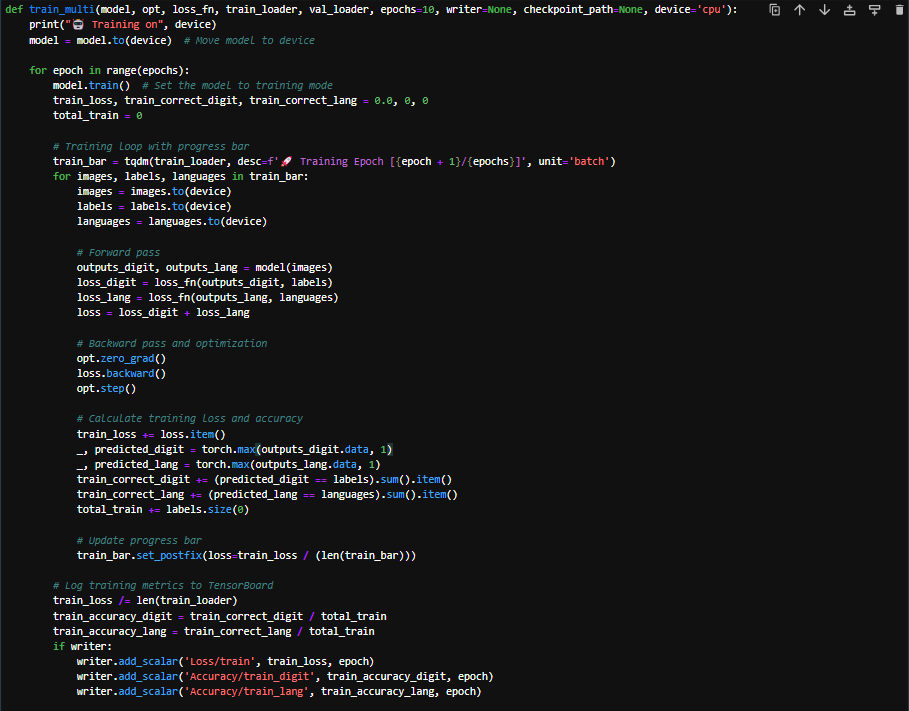 def train_multi(model, opt, loss_fn, train_loader, val_loader, epochs=10, writer=None, checkpoint_path=None, device='cpu'):
    print("🤖 Training on", device)
    model = model.to(device)  # Move model to device

    for epoch in range(epochs):
        model.train()  # Set the model to training mode
        train_loss, train_correct_digit, train_correct_lang = 0.0, 0, 0
        total_train = 0

        # Training Loop with progress bar
        train_bar = tqdm(train_loader, desc=f'🚀 Training Epoch [{epoch + 1}/{epochs}]', unit='batch')
        for images, labels, languages in train_bar:
            images = images.to(device)
            labels = labels.to(device)
            languages = languages.to(device)

            # Forward pass
            outputs_digit, outputs_lang = model(images)
            loss_digit = loss_fn(outputs_digit, labels)
            loss_lang = loss_fn(outputs_lang, languages)
            loss = loss_digit + loss_lang

            # Backward pass and optimization
            opt.zero_grad()
            loss.backward()
            opt.step()

            # Calculate training loss and accuracy
            train_loss += loss.item()
            _, predicted_digit = torch.max(outputs_digit.data, 1)
            _, predicted_lang = torch.max(outputs_lang.data, 1)
            train_correct_digit += (predicted_digit == labels).sum().item()
            train_correct_lang += (predicted_lang == languages).sum().item()
            total_train += labels.size(0)

            # Update progress bar
            train_bar.set_postfix(loss=train_loss / (len(train_bar)))

        # Log training metrics to TensorBoard
        train_loss /= len(train_loader)
        train_accuracy_digit = train_correct_digit / total_train
        train_accuracy_lang = train_correct_lang / total_train
        if writer:
            writer.add_scalar('Loss/train', train_loss, epoch)
            writer.add_scalar('Accuracy/train_digit', train_accuracy_digit, epoch)
            writer.add_scalar('Accuracy/train_lang', train_accuracy_lang, epoch)